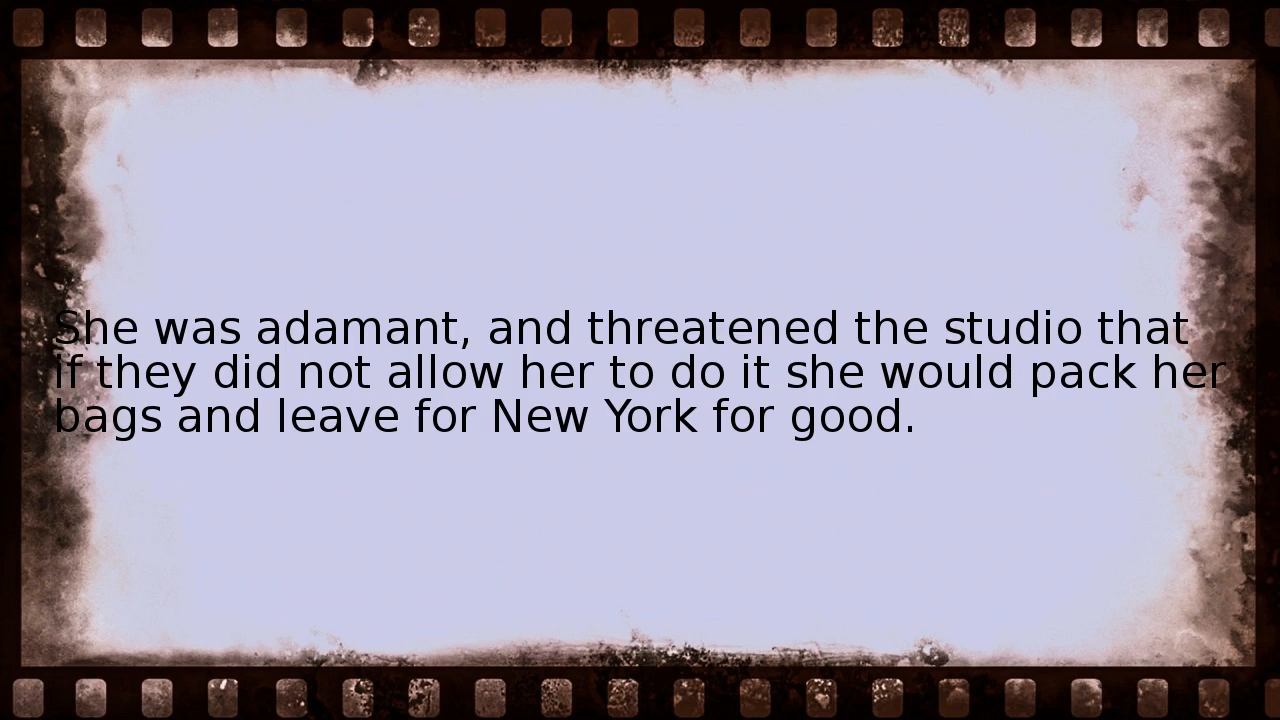 She was adamant, and threatened the studio that
if they did not allow her to do it she would pack her
bags and leave for New York for good.